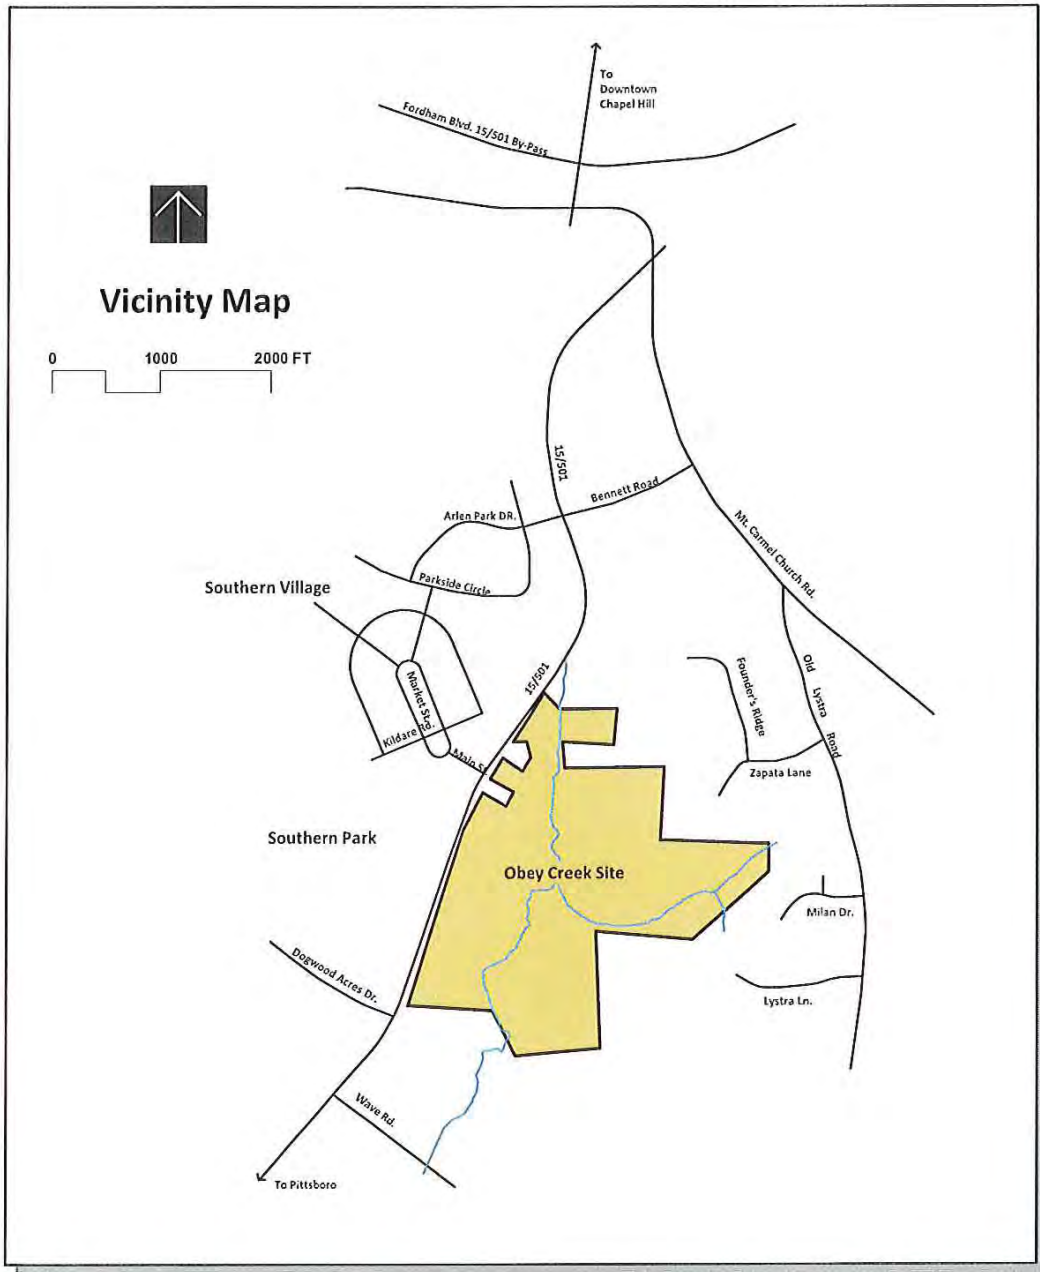 To
Downtown
Chapel Hill
Fordham Blvd. 15/501 By-Pass
Vicinity Map
0 1000 2000 FT
15/501
Bennett Road
Arlen Park DR.
Mt. Carmel Church Rd.
Parkside Circle
Southern Village
15/501
Old Lystra Road
Founder's Ridge
Market St.
Kildare Rd.
Main St.
Zapata Lane
Southern Park
Obey Creek Site
Milan Dr.
Dogwood Acres Dr.
Lystra Ln.
Wave Rd.
To Pittsboro